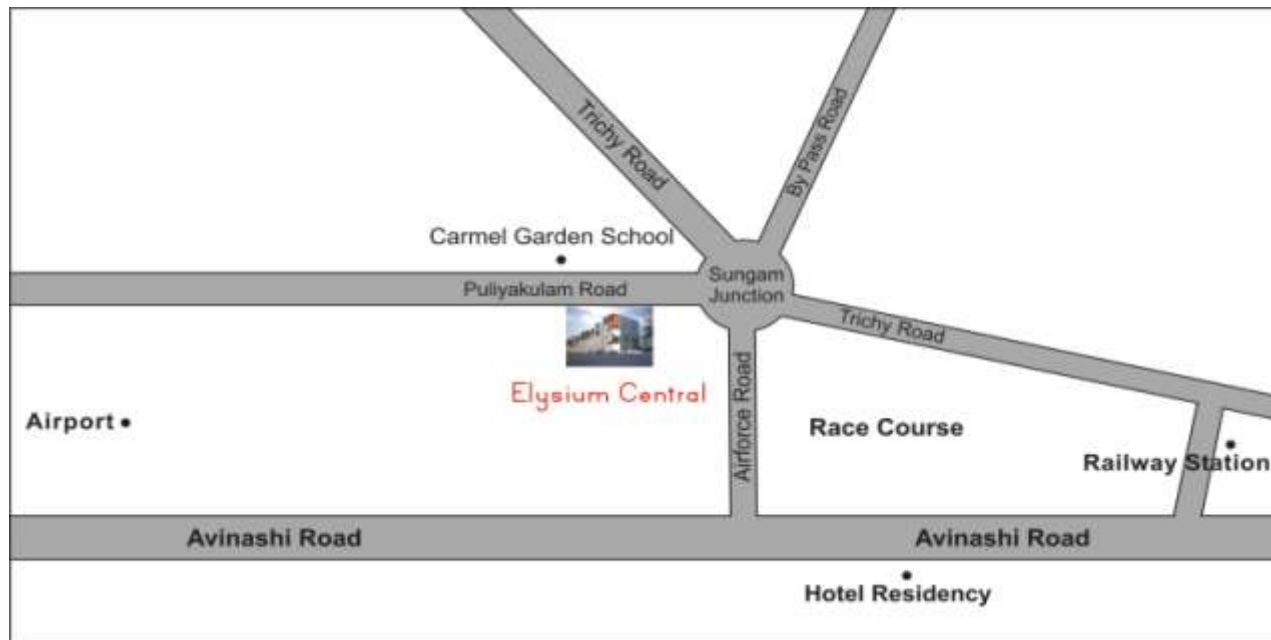 Trichy Road
By Pass Road
Carmel Garden School
Puliyakulam Road
Sungam
Junction
Trichy Road
Elysium Central
Airforce Road
Airport
Race Course
Railway Station
Avinashi Road
Avinashi Road
Hotel Residency